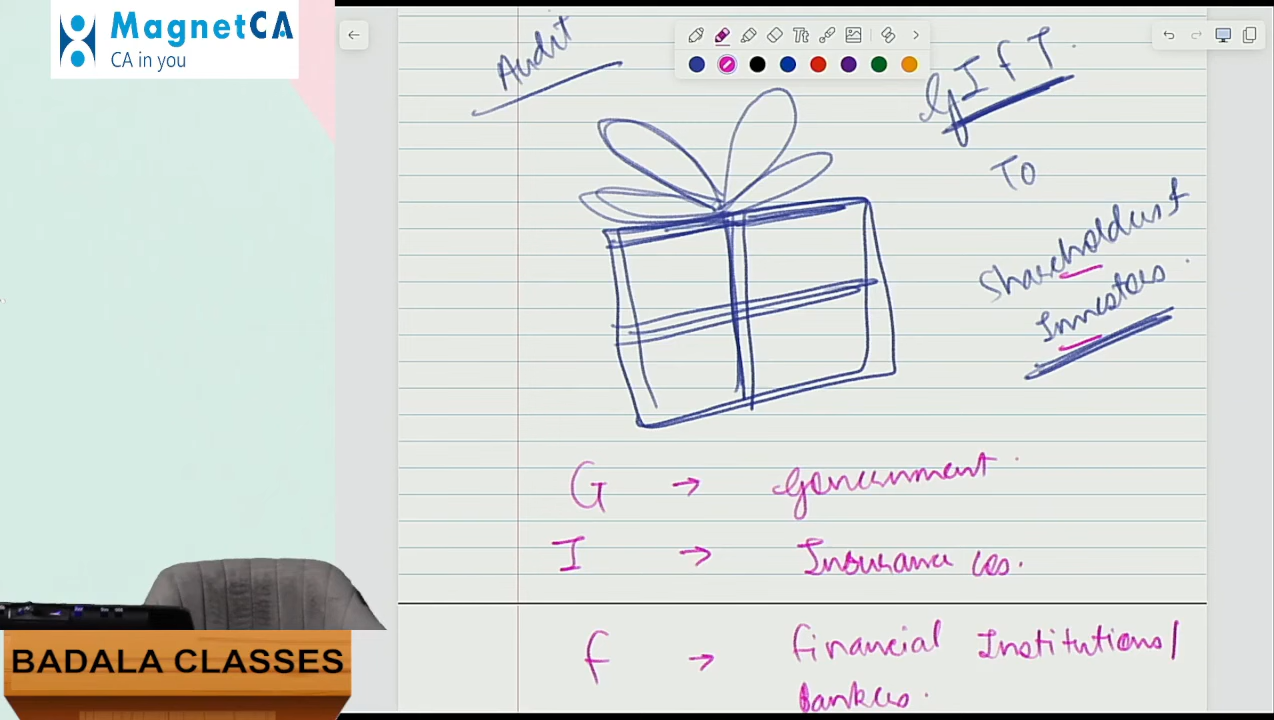 MagnetCA
CA in you
Audit
GIFT
To
Shareholders &
Investors.
G → Government.
I → Insurance Cos.
F → Financial Institutions/
Bankers.
BADALA CLASSES